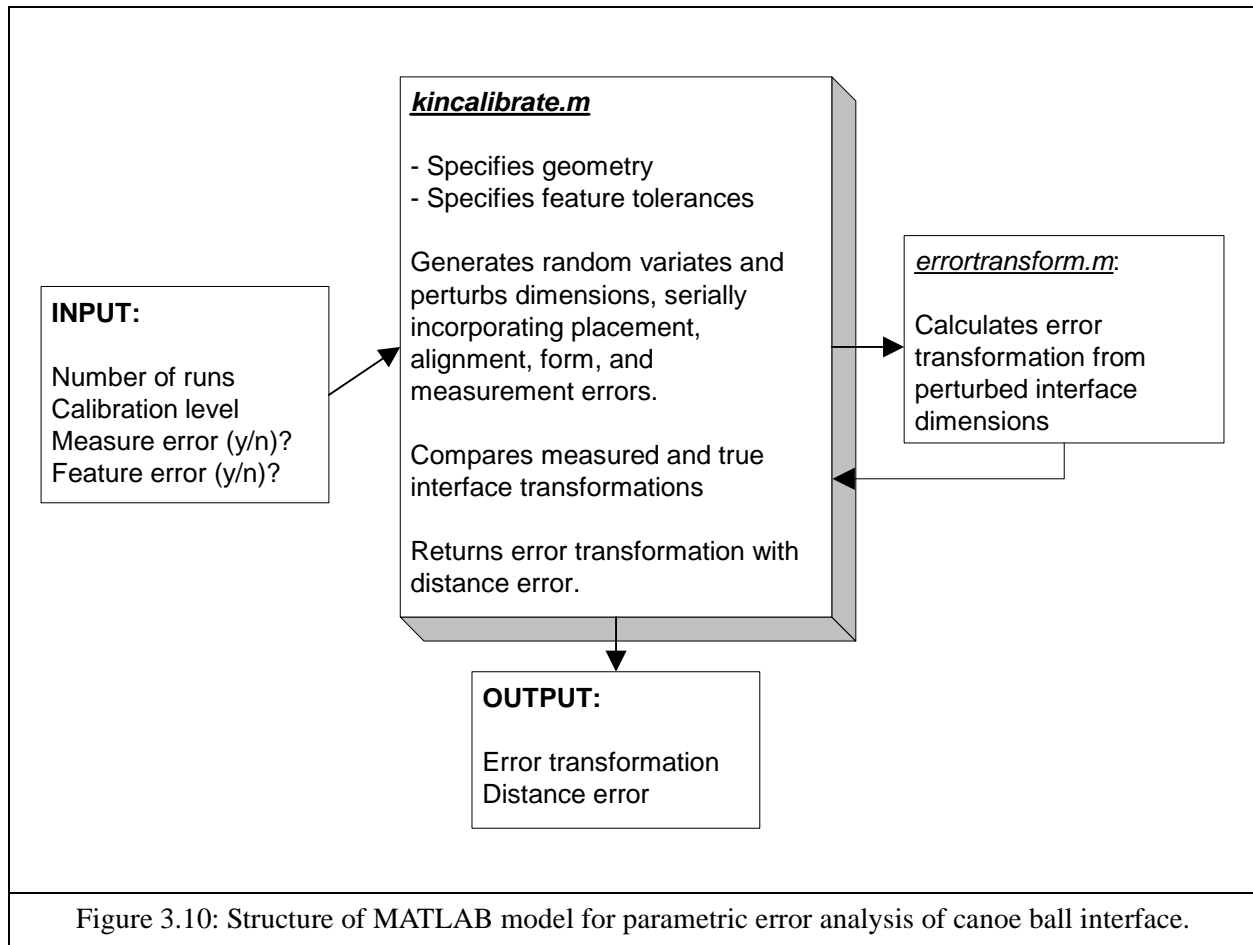 INPUT:
Number of runs
Calibration level
Measure error (y/n)?
Feature error (y/n)?
kincalibrate.m
- Specifies geometry
- Specifies feature tolerances
Generates random variates and
perturbs dimensions, serially
incorporating placement,
alignment, form, and
measurement errors.
Compares measured and true
interface transformations
Returns error transformation with
distance error.
errortransform.m:
Calculates error
transformation from
perturbed interface
dimensions
OUTPUT:
Error transformation
Distance error
Figure 3.10: Structure of MATLAB model for parametric error analysis of canoe ball interface.